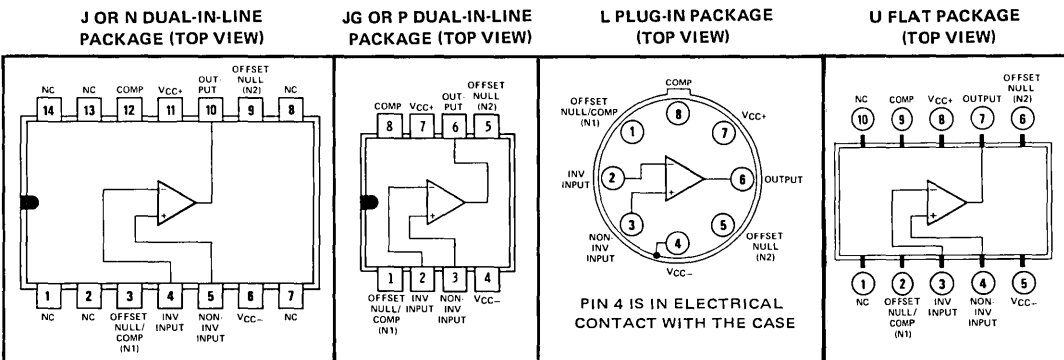 J OR N DUAL-IN-LINE
PACKAGE (TOP VIEW)
NC
NC
COMP
VCC+
OUT-
PUT
OFFSET
NULL
(N2)
NC
14
13
12
11
10
9
8
−
+
1
2
3
4
5
6
7
NC
NC
OFFSET
NULL/
COMP
(N1)
INV
INPUT
NON-
INV
INPUT
VCC−
NC
JG OR P DUAL-IN-LINE
PACKAGE (TOP VIEW)
COMP
VCC+
OUT-
PUT
OFFSET
NULL
(N2)
8
7
6
5
−
+
1
2
3
4
OFFSET
NULL/
COMP
(N1)
INV
INPUT
NON-
INV
INPUT
VCC−
L PLUG-IN PACKAGE
(TOP VIEW)
COMP
OFFSET
NULL/COMP
(N1)
8
1
7
VCC+
INV
INPUT
2
−
+
6
OUTPUT
3
NON-
INV
INPUT
4
5
OFFSET
NULL
(N2)
VCC−
PIN 4 IS IN ELECTRICAL
CONTACT WITH THE CASE
U FLAT PACKAGE
(TOP VIEW)
NC
COMP
VCC+
OUTPUT
OFFSET
NULL
(N2)
10
9
8
7
6
−
+
1
2
3
4
5
NC
OFFSET
NULL/
COMP
(N1)
INV
INPUT
NON-
INV
INPUT
VCC−